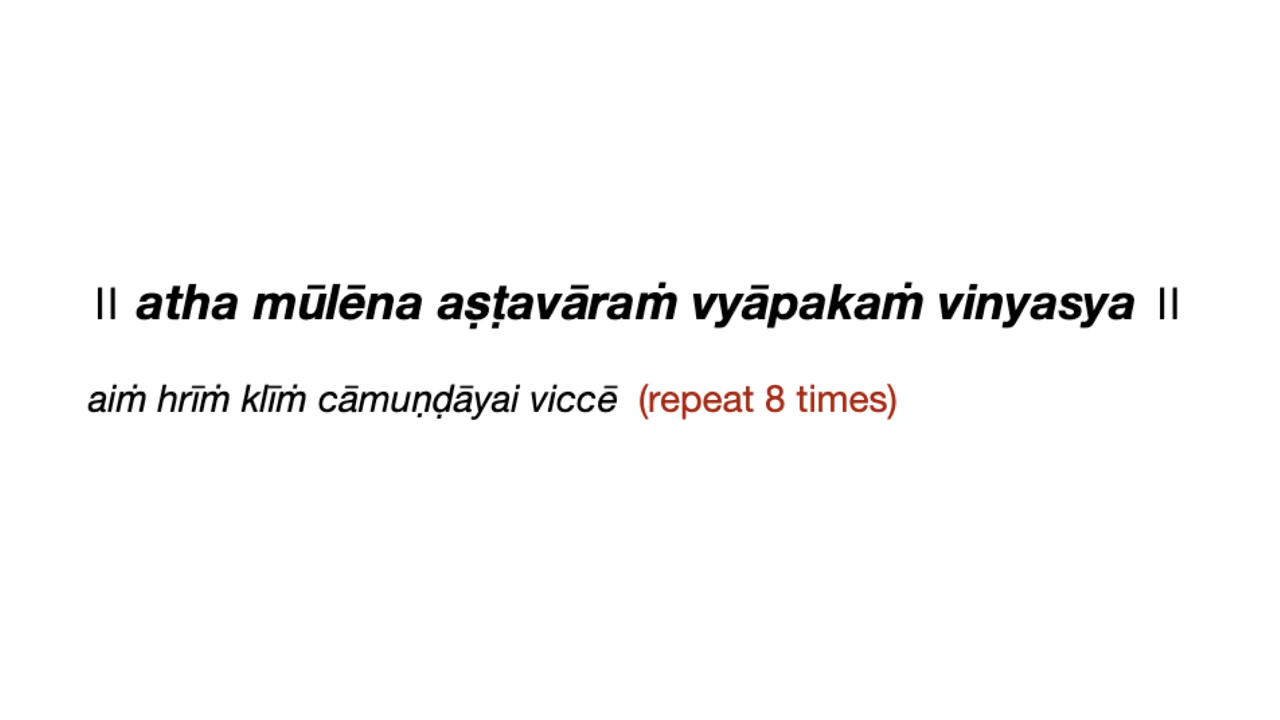 ॥ atha mūlēna aṣṭavāraṁ vyāpakaṁ vinyasya ॥
aiṁ hrīṁ klīṁ cāmuṇḍāyai viccē (repeat 8 times)